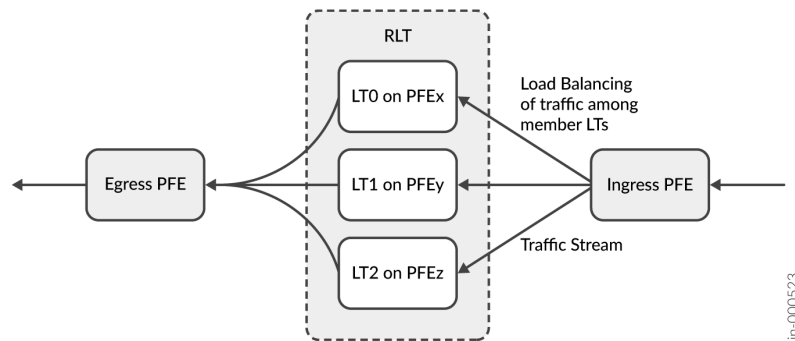 RLT
LT0 on PFEx
Load Balancing
of traffic among
member LTs
Egress PFE
LT1 on PFEy
Ingress PFE
LT2 on PFEz
Traffic Stream
jn-000523